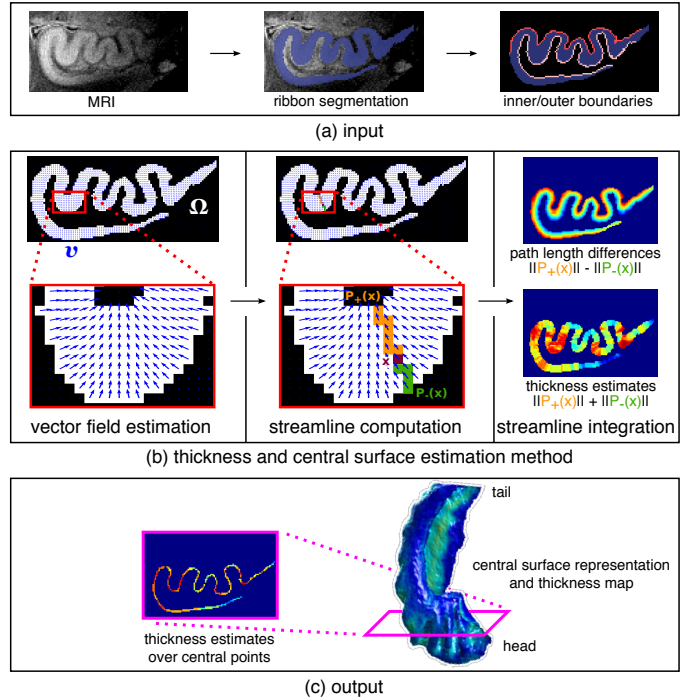 MRI
ribbon segmentation
inner/outer boundaries
(a) input
Ω
v
P₊(x)
x
P₋(x)
path length differences
||P₊(x)|| - ||P₋(x)||
thickness estimates
||P₊(x)|| + ||P₋(x)||
vector field estimation
streamline computation
streamline integration
(b) thickness and central surface estimation method
tail
central surface representation
and thickness map
head
thickness estimates
over central points
(c) output